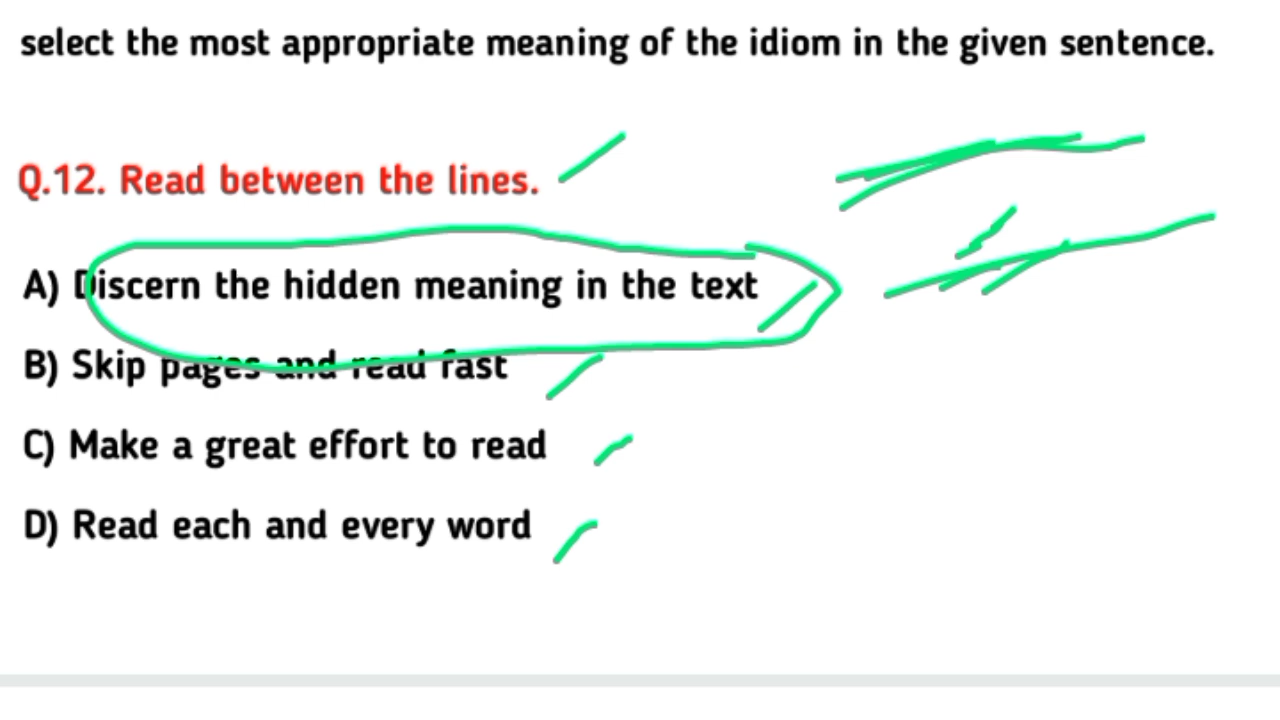 select the most appropriate meaning of the idiom in the given sentence.
Q.12. Read between the lines.
A) Discern the hidden meaning in the text
B) Skip pages and read fast
C) Make a great effort to read
D) Read each and every word